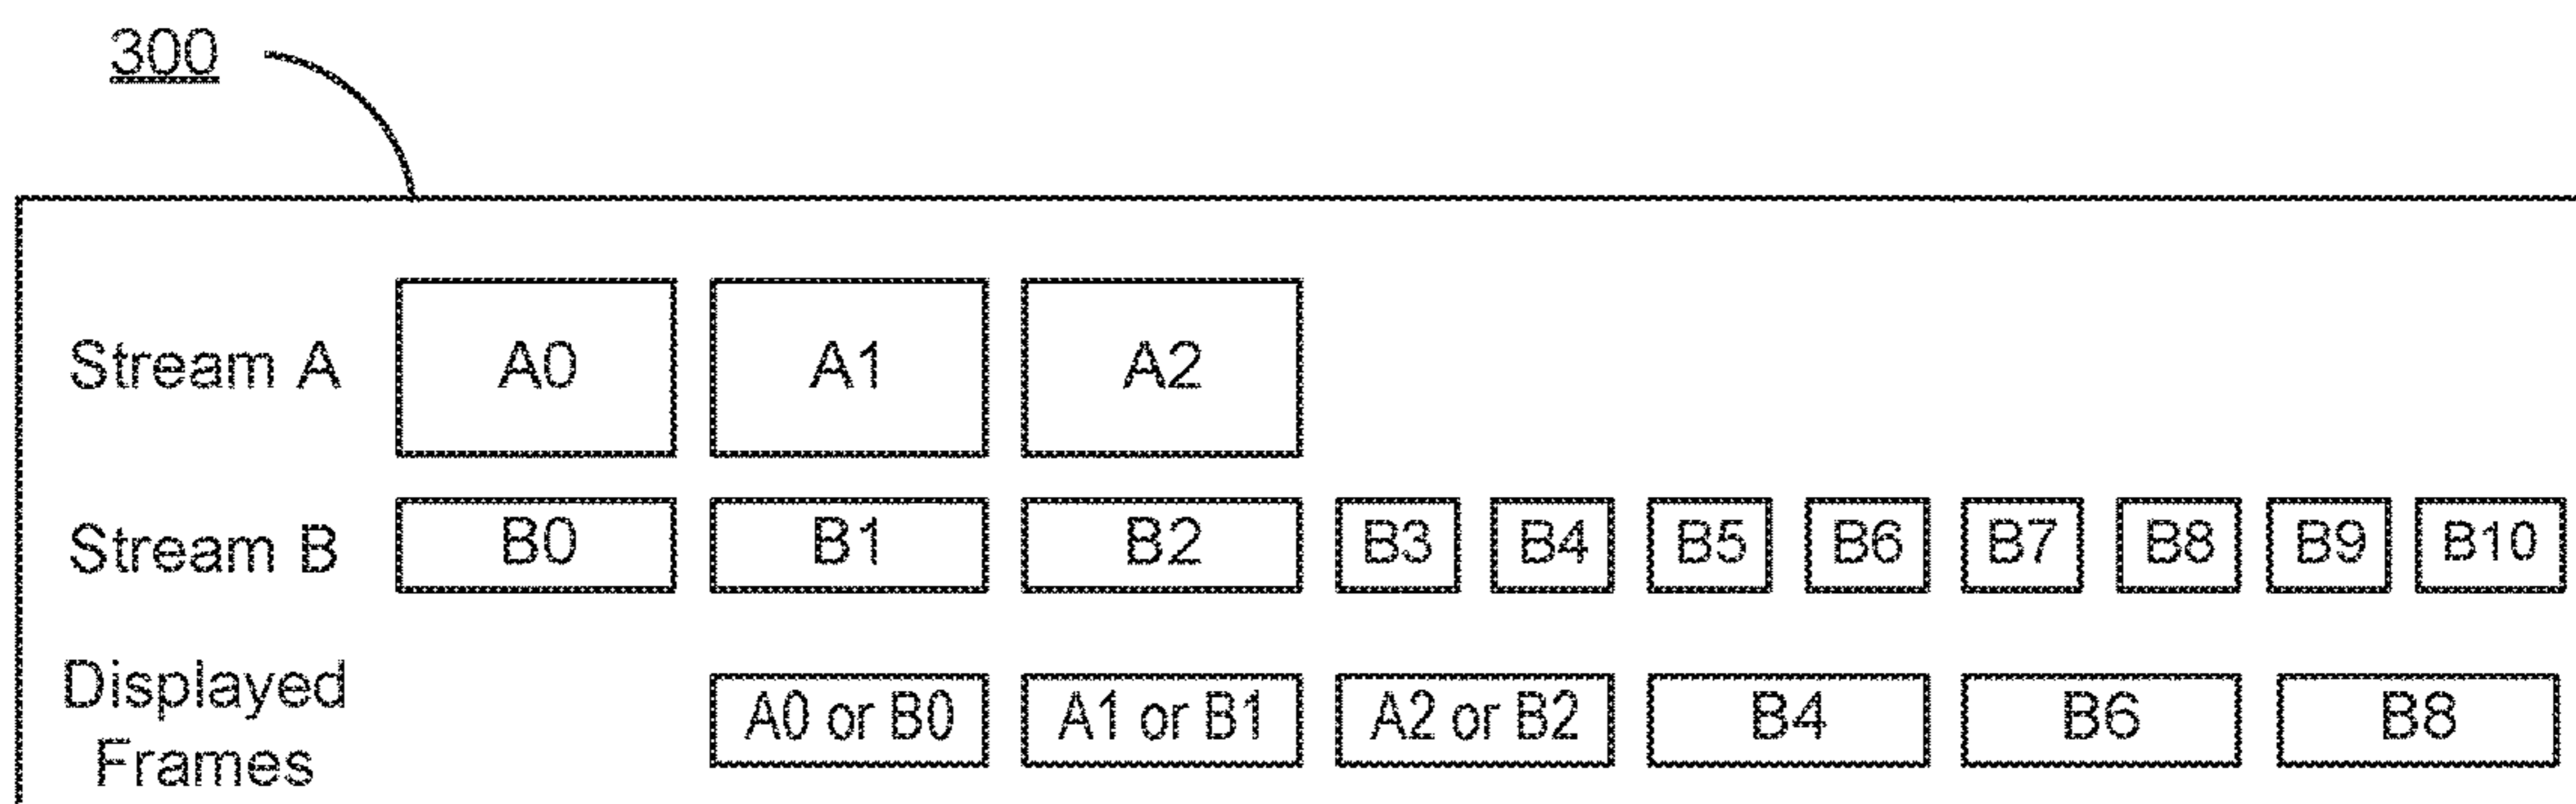 300
Stream A A0 A1 A2
Stream B B0 B1 B2 B3 B4 B5 B6 B7 B8 B9 B10
Displayed
Frames
A0 or B0 A1 or B1 A2 or B2 B4 B6 B8